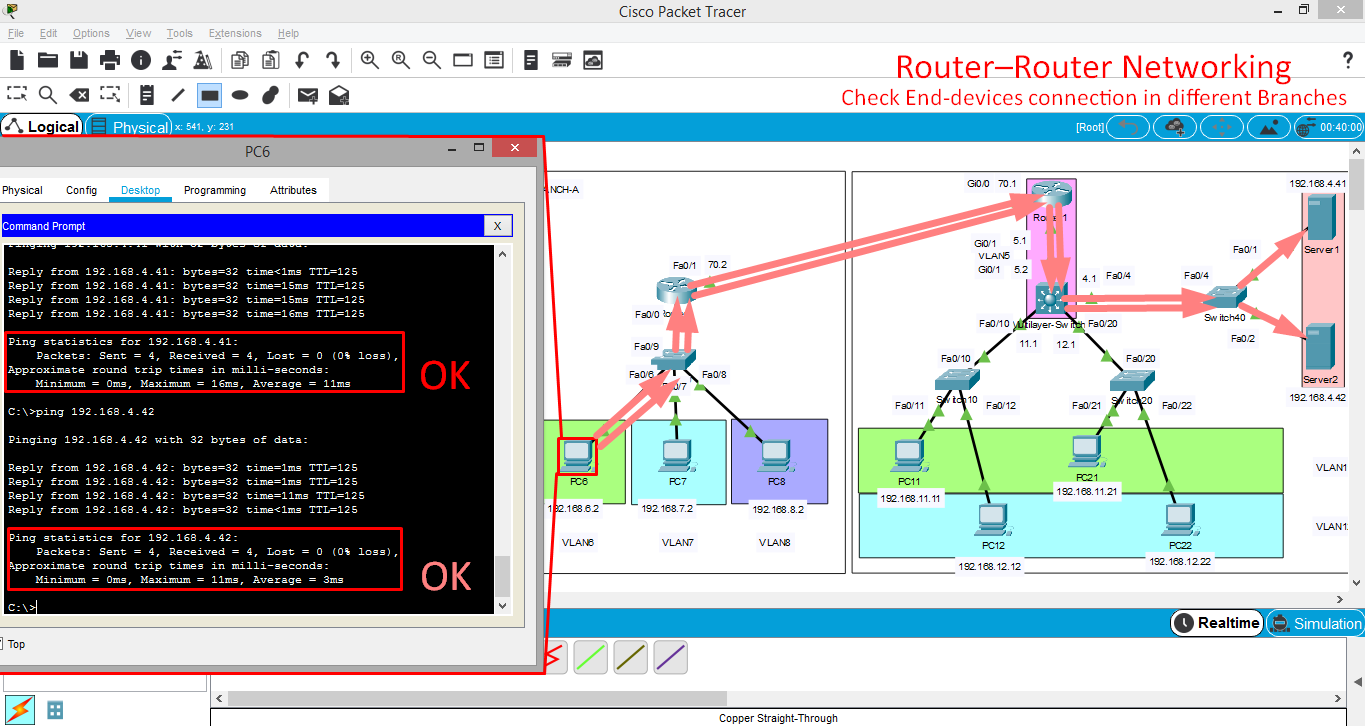 Cisco Packet Tracer
File Edit Options View Tools Extensions Help
Router–Router Networking
Check End-devices connection in different Branches
Logical
Physical
x: 541, y: 231
[Root]
00:40:00
PC6
Physical Config Desktop Programming Attributes
Command Prompt
X
Pinging 192.168.4.41 with 32 bytes of data:
Reply from 192.168.4.41: bytes=32 time<1ms TTL=125
Reply from 192.168.4.41: bytes=32 time=15ms TTL=125
Reply from 192.168.4.41: bytes=32 time=15ms TTL=125
Reply from 192.168.4.41: bytes=32 time=16ms TTL=125
Ping statistics for 192.168.4.41:
Packets: Sent = 4, Received = 4, Lost = 0 (0% loss),
Approximate round trip times in milli-seconds:
Minimum = 0ms, Maximum = 16ms, Average = 11ms
OK
C:\>ping 192.168.4.42
Pinging 192.168.4.42 with 32 bytes of data:
Reply from 192.168.4.42: bytes=32 time=1ms TTL=125
Reply from 192.168.4.42: bytes=32 time<1ms TTL=125
Reply from 192.168.4.42: bytes=32 time=11ms TTL=125
Reply from 192.168.4.42: bytes=32 time<1ms TTL=125
Ping statistics for 192.168.4.42:
Packets: Sent = 4, Received = 4, Lost = 0 (0% loss),
Approximate round trip times in milli-seconds:
Minimum = 0ms, Maximum = 11ms, Average = 3ms
OK
C:\>
Top
NCH-A
Fa0/1 70.2
Fa0/0
Fa0/9
Fa0/6
0/7
Fa0/8
PC6
PC7
PC8
192.168.6.2
192.168.7.2
192.168.8.2
VLAN6
VLAN7
VLAN8
Gi0/0 70.1
192.168.4.41
Gi0/1 5.1
VLAN5
Gi0/1 5.2
4.1 Fa0/4
Fa0/4
Fa0/1
Server1
Switch40
Fa0/2
Server2
192.168.4.42
Fa0/10
Fa0/20
11.1
12.1
Fa0/10
Switch10
Fa0/11
Fa0/12
Fa0/20
Switch20
Fa0/21
Fa0/22
PC11
192.168.11.11
PC21
192.168.11.21
VLAN1
PC12
192.168.12.12
PC22
192.168.12.22
VLAN1
Realtime
Simulation
Copper Straight-Through